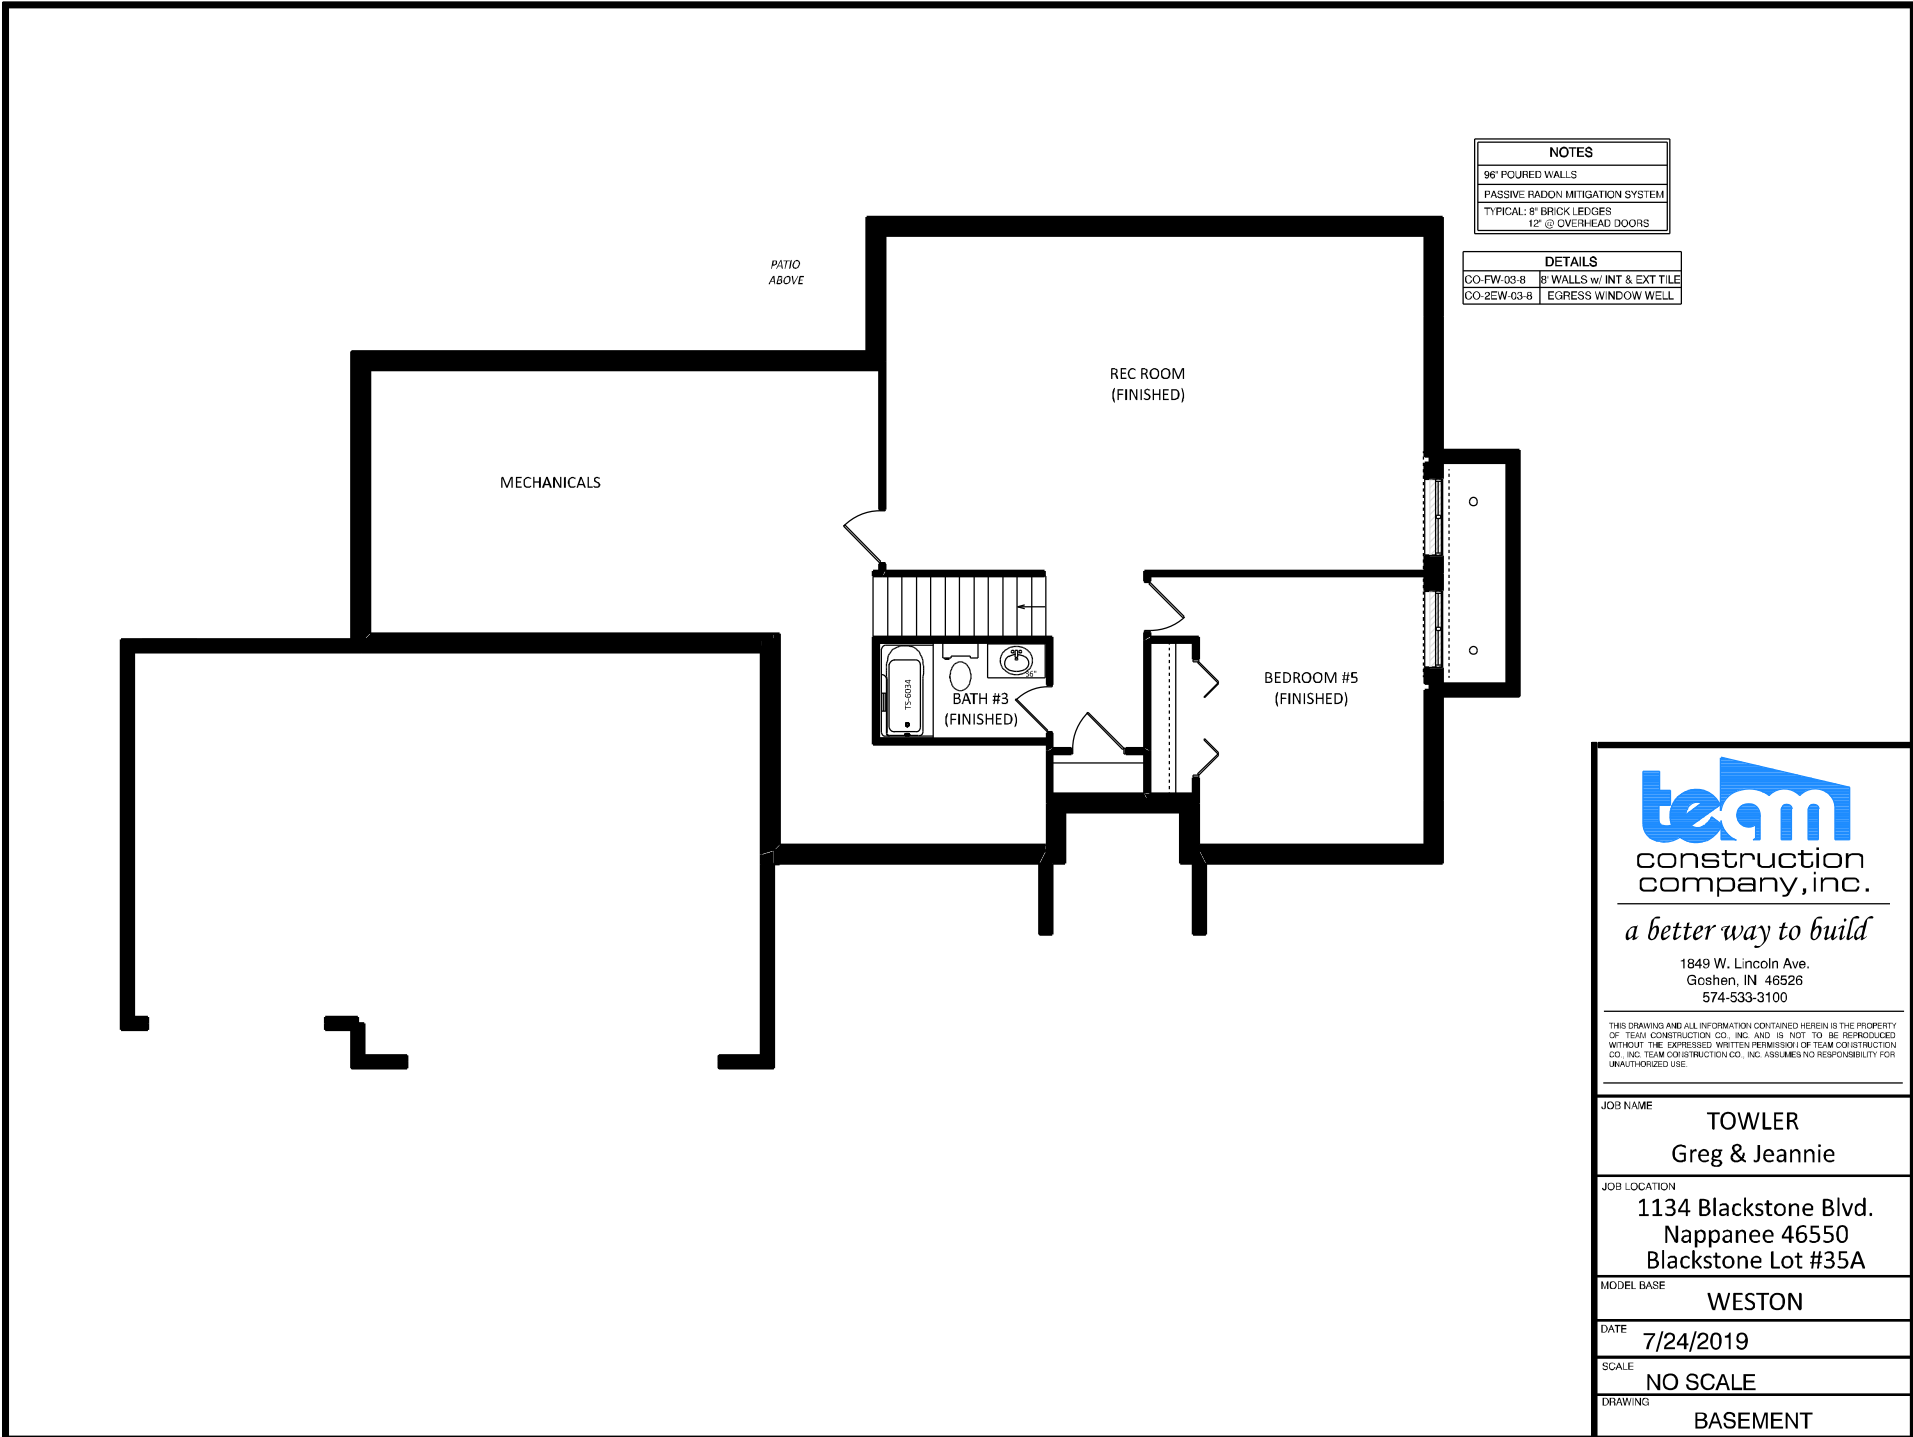 NOTES
96" POURED WALLS
PASSIVE RADON MITIGATION SYSTEM
TYPICAL: 8" BRICK LEDGES
12" @ OVERHEAD DOORS
DETAILS
CO-FW-03-8 8' WALLS w/ INT & EXT TILE
CO-2EW-03-8 EGRESS WINDOW WELL
PATIO
ABOVE
REC ROOM
(FINISHED)
MECHANICALS
BEDROOM #5
(FINISHED)
36"
TS-6034
BATH #3
(FINISHED)
team
construction
company,inc.
a better way to build
1849 W. Lincoln Ave.
Goshen, IN 46526
574-533-3100
THIS DRAWING AND ALL INFORMATION CONTAINED HEREIN IS THE PROPERTY
OF TEAM CONSTRUCTION CO., INC. AND IS NOT TO BE REPRODUCED
WITHOUT THE EXPRESSED WRITTEN PERMISSION OF TEAM CONSTRUCTION
CO., INC. TEAM CONSTRUCTION CO., INC. ASSUMES NO RESPONSIBILITY FOR
UNAUTHORIZED USE.
JOB NAME
TOWLER
Greg & Jeannie
JOB LOCATION
1134 Blackstone Blvd.
Nappanee 46550
Blackstone Lot #35A
MODEL BASE
WESTON
DATE
7/24/2019
SCALE
NO SCALE
DRAWING
BASEMENT